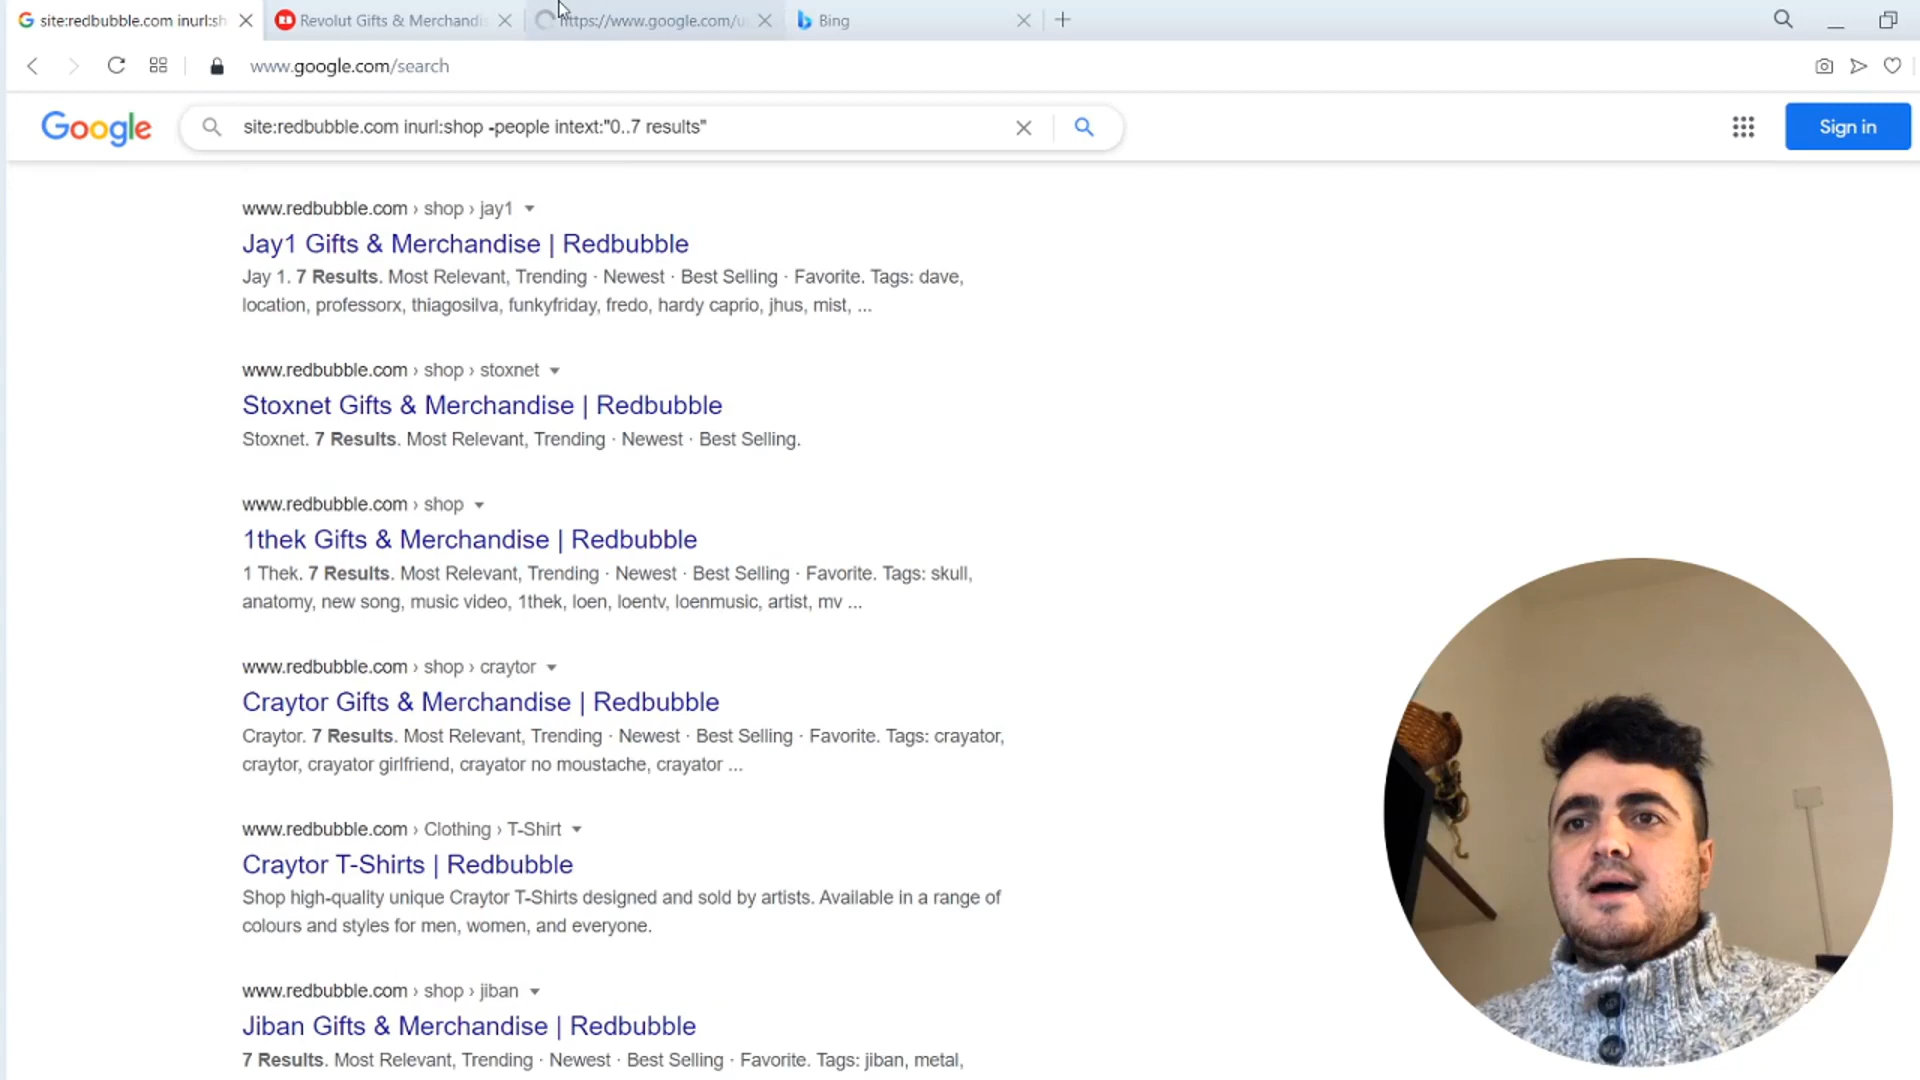 site:redbubble.com inurl:sh
Revolut Gifts & Merchandis
https://www.google.com/u
Bing
www.google.com/search
Google
site:redbubble.com inurl:shop -people intext:"0..7 results"
Sign in
www.redbubble.com › shop › jay1
Jay1 Gifts & Merchandise | Redbubble
Jay 1. 7 Results. Most Relevant, Trending · Newest · Best Selling · Favorite. Tags: dave,
location, professorx, thiagosilva, funkyfriday, fredo, hardy caprio, jhus, mist, ...
www.redbubble.com › shop › stoxnet
Stoxnet Gifts & Merchandise | Redbubble
Stoxnet. 7 Results. Most Relevant, Trending · Newest · Best Selling.
www.redbubble.com › shop
1thek Gifts & Merchandise | Redbubble
1 Thek. 7 Results. Most Relevant, Trending · Newest · Best Selling · Favorite. Tags: skull,
anatomy, new song, music video, 1thek, loen, loentv, loenmusic, artist, mv ...
www.redbubble.com › shop › craytor
Craytor Gifts & Merchandise | Redbubble
Craytor. 7 Results. Most Relevant, Trending · Newest · Best Selling · Favorite. Tags: crayator,
craytor, crayator girlfriend, crayator no moustache, crayator ...
www.redbubble.com › Clothing › T-Shirt
Craytor T-Shirts | Redbubble
Shop high-quality unique Craytor T-Shirts designed and sold by artists. Available in a range of
colours and styles for men, women, and everyone.
www.redbubble.com › shop › jiban
Jiban Gifts & Merchandise | Redbubble
7 Results. Most Relevant, Trending · Newest · Best Selling · Favorite. Tags: jiban, metal,